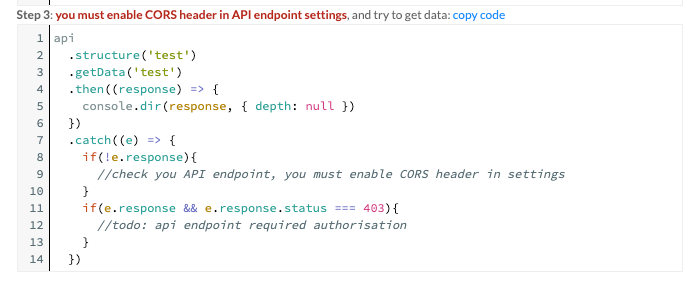 Step 3: you must enable CORS header in API endpoint settings, and try to get data: copy code
1 api
2   .structure('test')
3   .getData('test')
4   .then((response) => {
5     console.dir(response, { depth: null })
6   })
7   .catch((e) => {
8     if(!e.response){
9       //check you API endpoint, you must enable CORS header in settings
10     }
11     if(e.response && e.response.status === 403){
12       //todo: api endpoint required authorisation
13     }
14   })